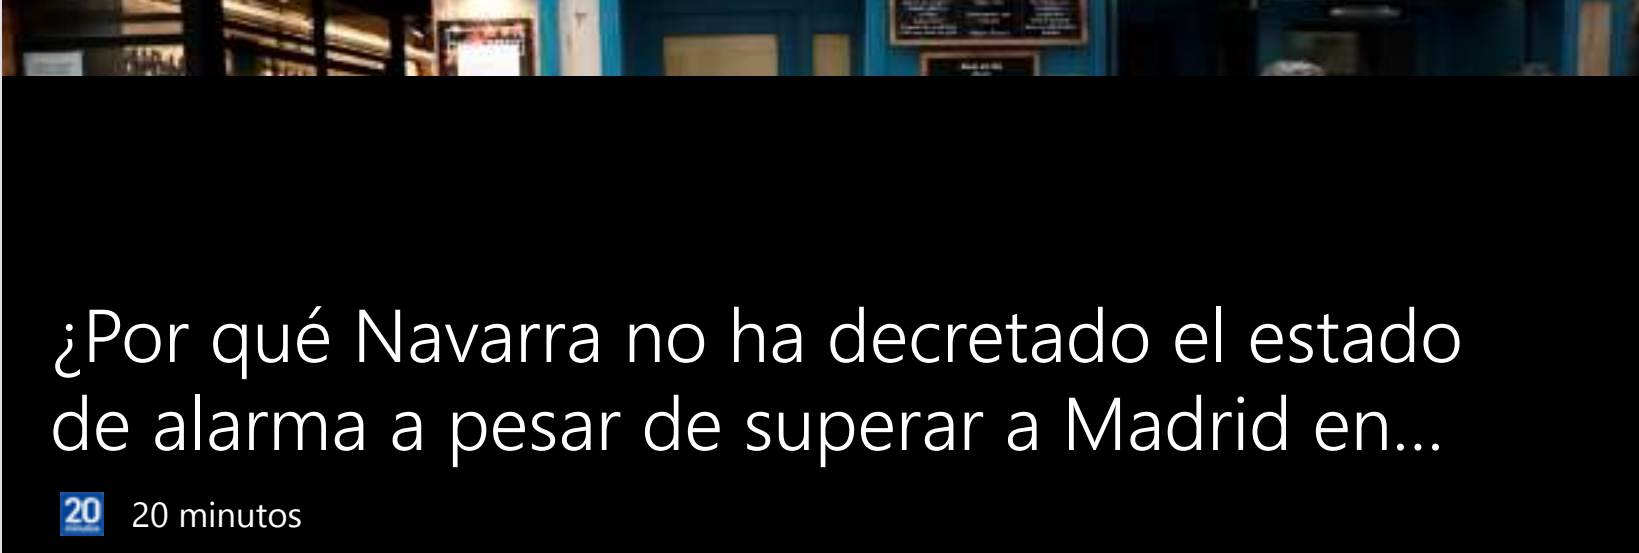 ¿Por qué Navarra no ha decretado el estado
de alarma a pesar de superar a Madrid en...
20
20 minutos